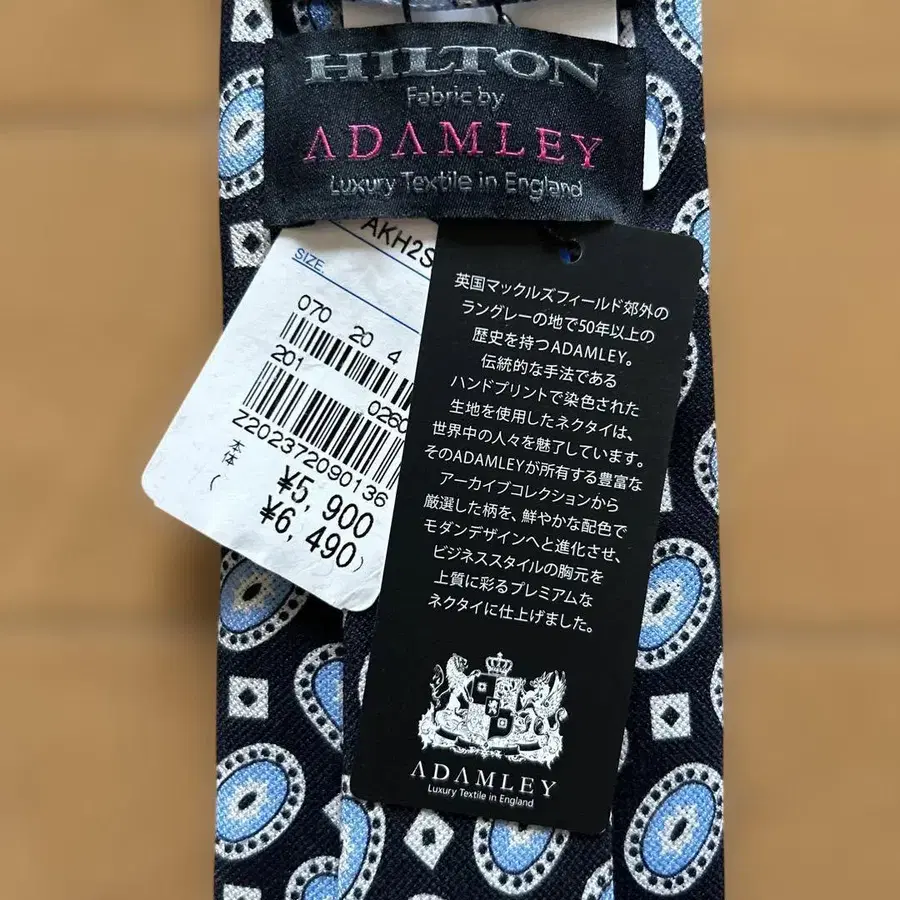 HILTON
Fabric by
ADAMLEY
Luxury Textile in England
AKH2S
SIZE
070 20 4
201
0260
Z20237209013 6
本体
¥5,900
(¥6,490)
英国マックルズフィールド郊外の
ラングレーの地で50年以上の
歴史を持つADAMLEY。
伝統的な手法である
ハンドプリントで染色された
生地を使用したネクタイは、
世界中の人々を魅了しています。
そのADAMLEYが所有する豊富な
アーカイブコレクションから
厳選した柄を、鮮やかな配色で
モダンデザインへと進化させ、
ビジネススタイルの胸元を
上質に彩るプレミアムな
ネクタイに仕上げました。
ADAMLEY
Luxury Textile in England